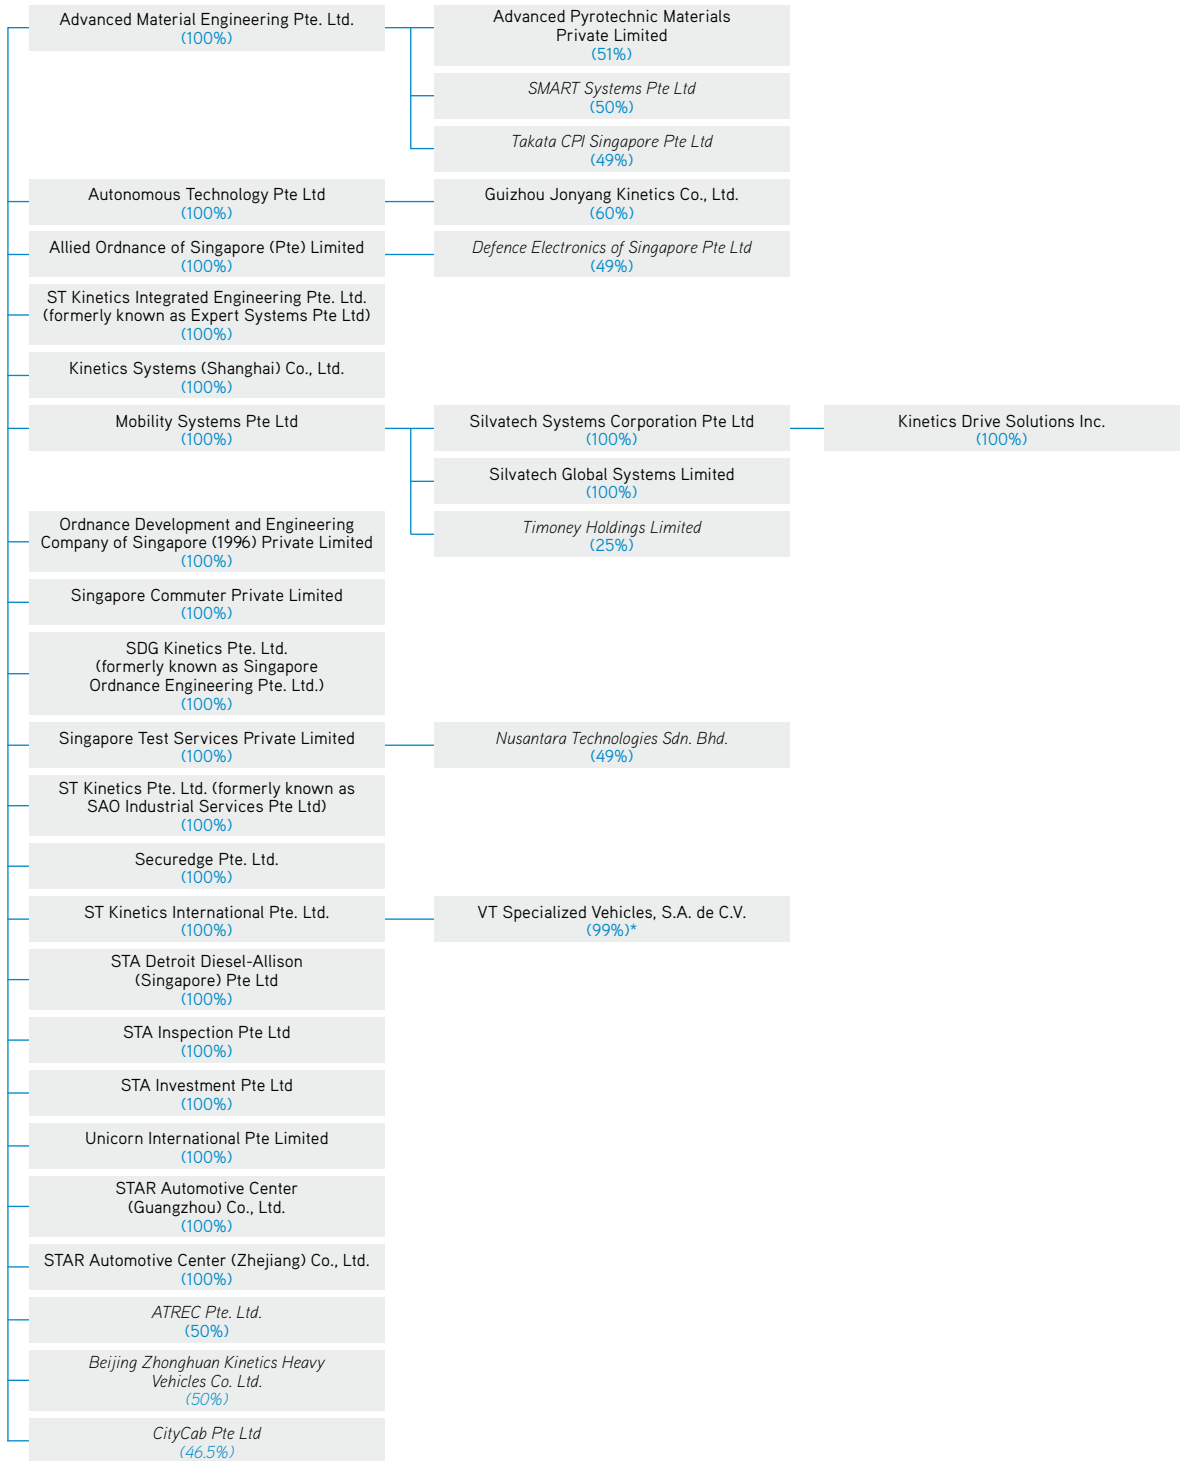 Advanced Material Engineering Pte. Ltd.
(100%)
Advanced Pyrotechnic Materials
Private Limited
(51%)
SMART Systems Pte Ltd
(50%)
Takata CPI Singapore Pte Ltd
(49%)
Autonomous Technology Pte Ltd
(100%)
Guizhou Jonyang Kinetics Co., Ltd.
(60%)
Allied Ordnance of Singapore (Pte) Limited
(100%)
Defence Electronics of Singapore Pte Ltd
(49%)
ST Kinetics Integrated Engineering Pte. Ltd.
(formerly known as Expert Systems Pte Ltd)
(100%)
Kinetics Systems (Shanghai) Co., Ltd.
(100%)
Mobility Systems Pte Ltd
(100%)
Silvatech Systems Corporation Pte Ltd
(100%)
Kinetics Drive Solutions Inc.
(100%)
Silvatech Global Systems Limited
(100%)
Timoney Holdings Limited
(25%)
Ordnance Development and Engineering
Company of Singapore (1996) Private Limited
(100%)
Singapore Commuter Private Limited
(100%)
SDG Kinetics Pte. Ltd.
(formerly known as Singapore
Ordnance Engineering Pte. Ltd.)
(100%)
Singapore Test Services Private Limited
(100%)
Nusantara Technologies Sdn. Bhd.
(49%)
ST Kinetics Pte. Ltd. (formerly known as
SAO Industrial Services Pte Ltd)
(100%)
Securedge Pte. Ltd.
(100%)
ST Kinetics International Pte. Ltd.
(100%)
VT Specialized Vehicles, S.A. de C.V.
(99%)*
STA Detroit Diesel-Allison
(Singapore) Pte Ltd
(100%)
STA Inspection Pte Ltd
(100%)
STA Investment Pte Ltd
(100%)
Unicorn International Pte Limited
(100%)
STAR Automotive Center
(Guangzhou) Co., Ltd.
(100%)
STAR Automotive Center (Zhejiang) Co., Ltd.
(100%)
ATREC Pte. Ltd.
(50%)
Beijing Zhonghuan Kinetics Heavy
Vehicles Co. Ltd.
(50%)
CityCab Pte Ltd
(46.5%)